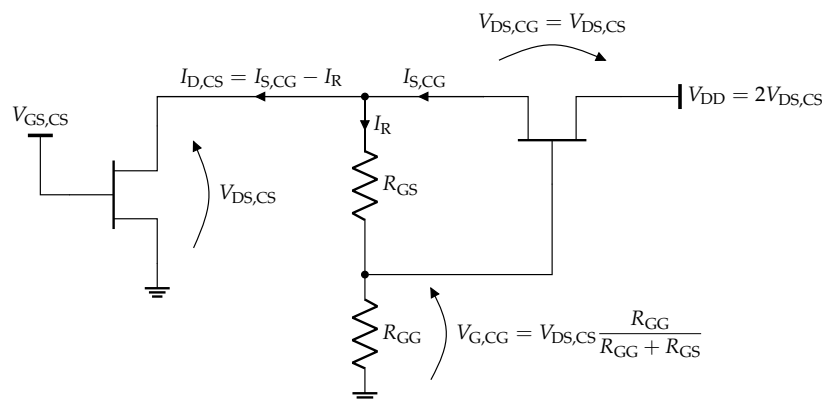 V_DS,CG = V_DS,CS
I_D,CS = I_S,CG − I_R
I_S,CG
V_DD = 2V_DS,CS
V_GS,CS
I_R
R_GS
V_DS,CS
R_GG
V_G,CG = V_DS,CS R_GG / (R_GG + R_GS)